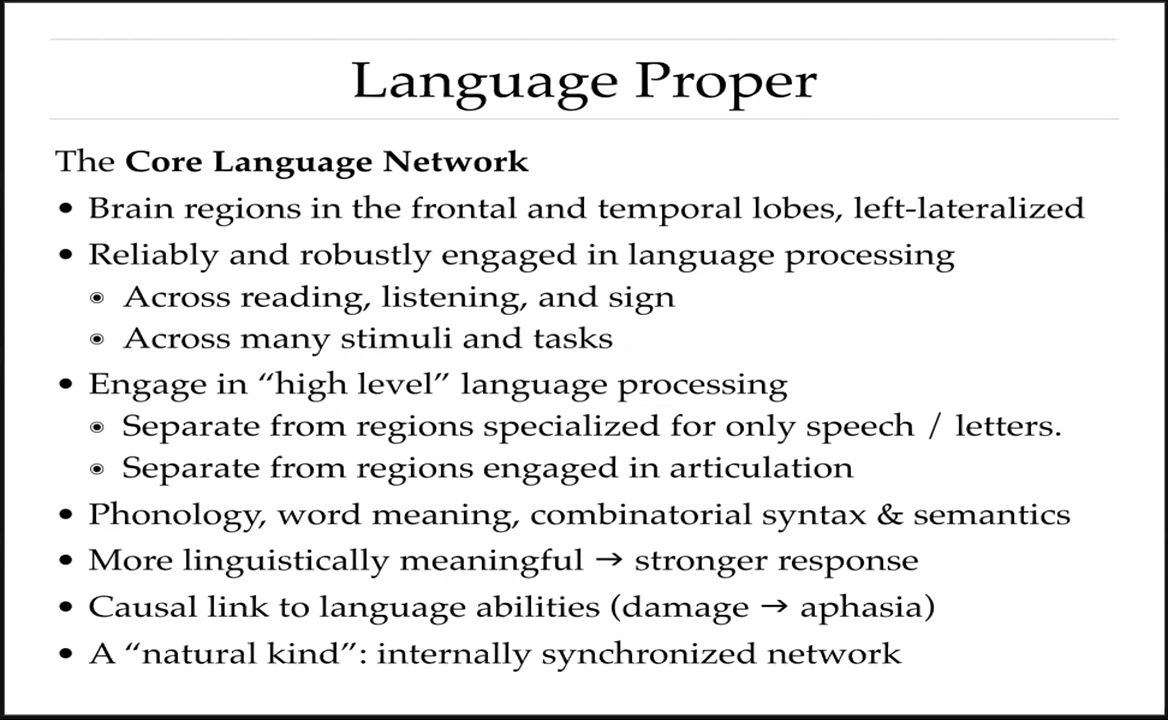 Language Proper
The Core Language Network
• Brain regions in the frontal and temporal lobes, left-lateralized
• Reliably and robustly engaged in language processing
◉ Across reading, listening, and sign
◉ Across many stimuli and tasks
• Engage in “high level” language processing
◉ Separate from regions specialized for only speech / letters.
◉ Separate from regions engaged in articulation
• Phonology, word meaning, combinatorial syntax & semantics
• More linguistically meaningful → stronger response
• Causal link to language abilities (damage → aphasia)
• A “natural kind”: internally synchronized network